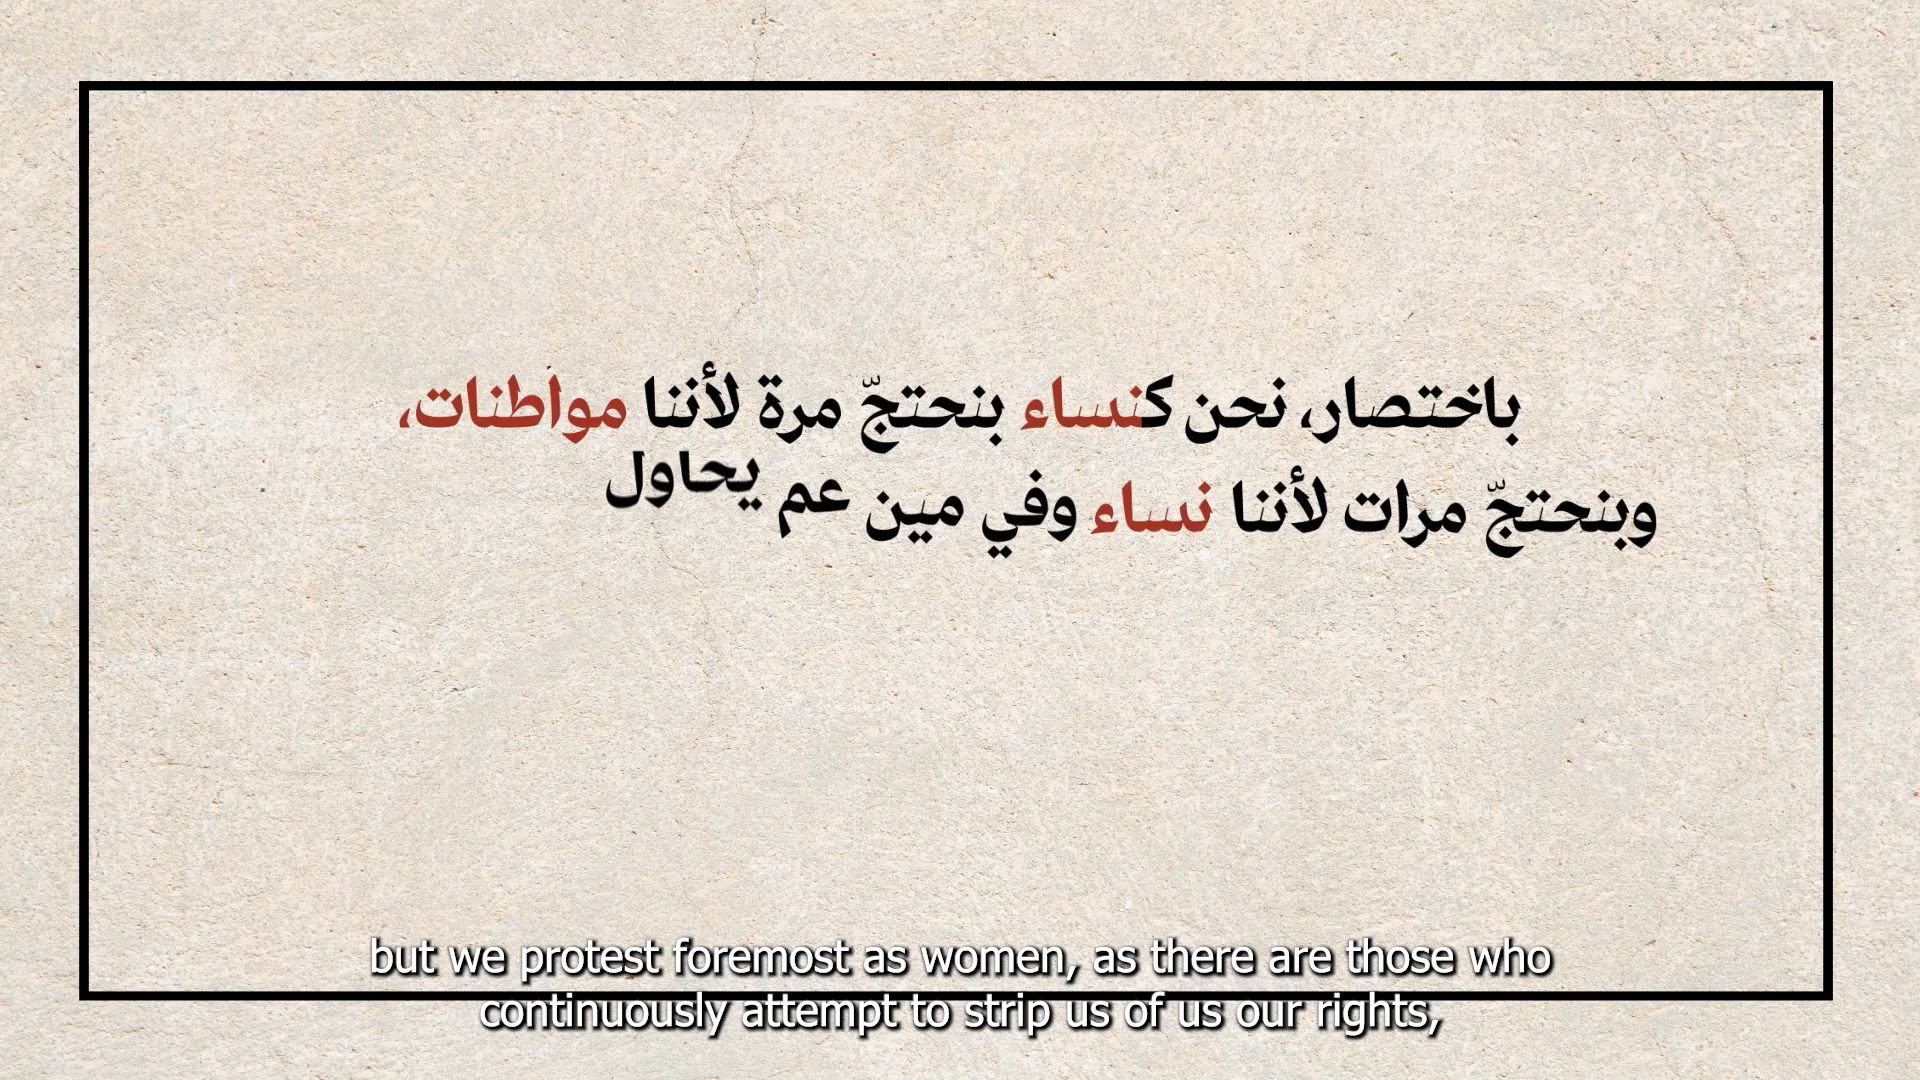 باختصار، نحن كنساء بنحتجّ مرة لأننا مواطنات،
وبنحتجّ مرات لأننا نساء وفي مين عم يحاول
but we protest foremost as women, as there are those who
continuously attempt to strip us of us our rights,